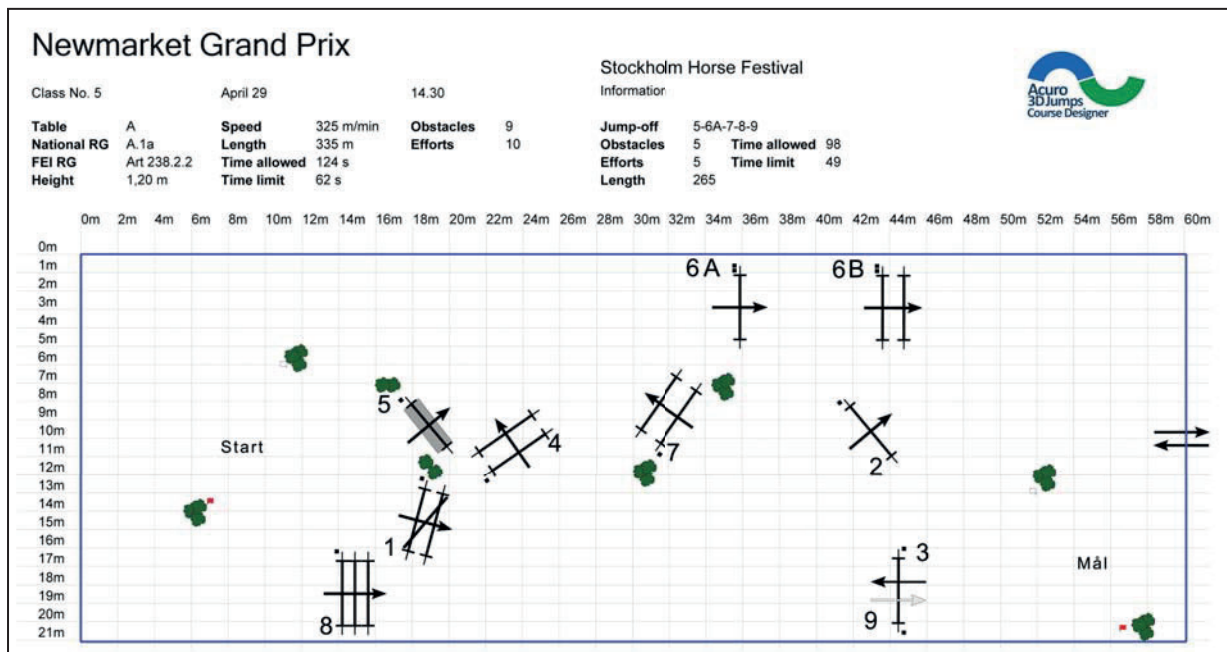 Newmarket Grand Prix
Stockholm Horse Festival
Class No. 5 April 29 14.30 Information
Table A Speed 325 m/min Obstacles 9 Jump-off 5-6A-7-8-9
National RG A.1a Length 335 m Efforts 10 Obstacles 5 Time allowed 98
FEI RG Art 238.2.2 Time allowed 124 s Efforts 5 Time limit 49
Height 1,20 m Time limit 62 s Length 265
Acuro
3DJumps
Course Designer
0m 2m 4m 6m 8m 10m 12m 14m 16m 18m 20m 22m 24m 26m 28m 30m 32m 34m 36m 38m 40m 42m 44m 46m 48m 50m 52m 54m 56m 58m 60m
0m
1m
2m
3m
4m
5m
6m
7m
8m
9m
10m
11m
12m
13m
14m
15m
16m
17m
18m
19m
20m
21m
6A
6B
5
Start
4
7
2
1
3
Mål
8
9